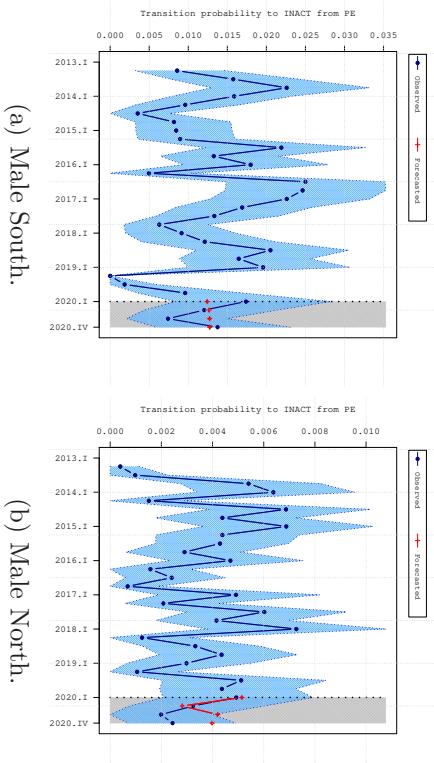 Transition probability to INACT from PE
0.000 0.005 0.010 0.015 0.020 0.025 0.030 0.035
2013.I
2014.I
2015.I
2016.I
2017.I
2018.I
2019.I
2020.I
2020.IV
Observed
Forecasted
(a) Male South.
Transition probability to INACT from PE
0.000 0.002 0.004 0.006 0.008 0.010
2013.I
2014.I
2015.I
2016.I
2017.I
2018.I
2019.I
2020.I
2020.IV
Observed
Forecasted
(b) Male North.